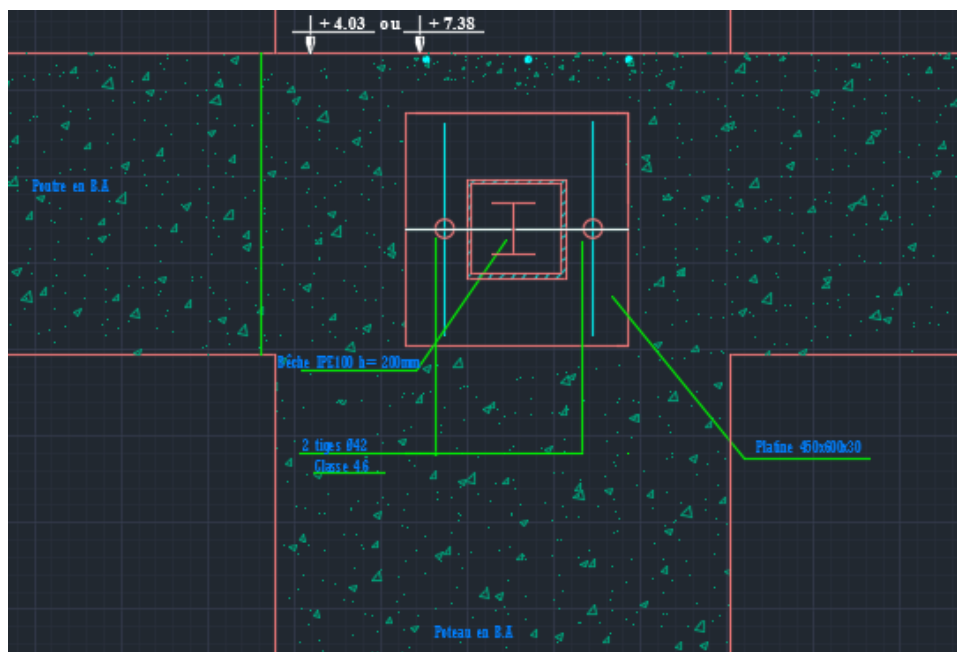 + 4.03 ou + 7.38
Poutre en B.A
Bêche IPE100 h= 200mm
2 tiges Ø42
Classe 4.6
Platine 450x600x30
Poteau en B.A